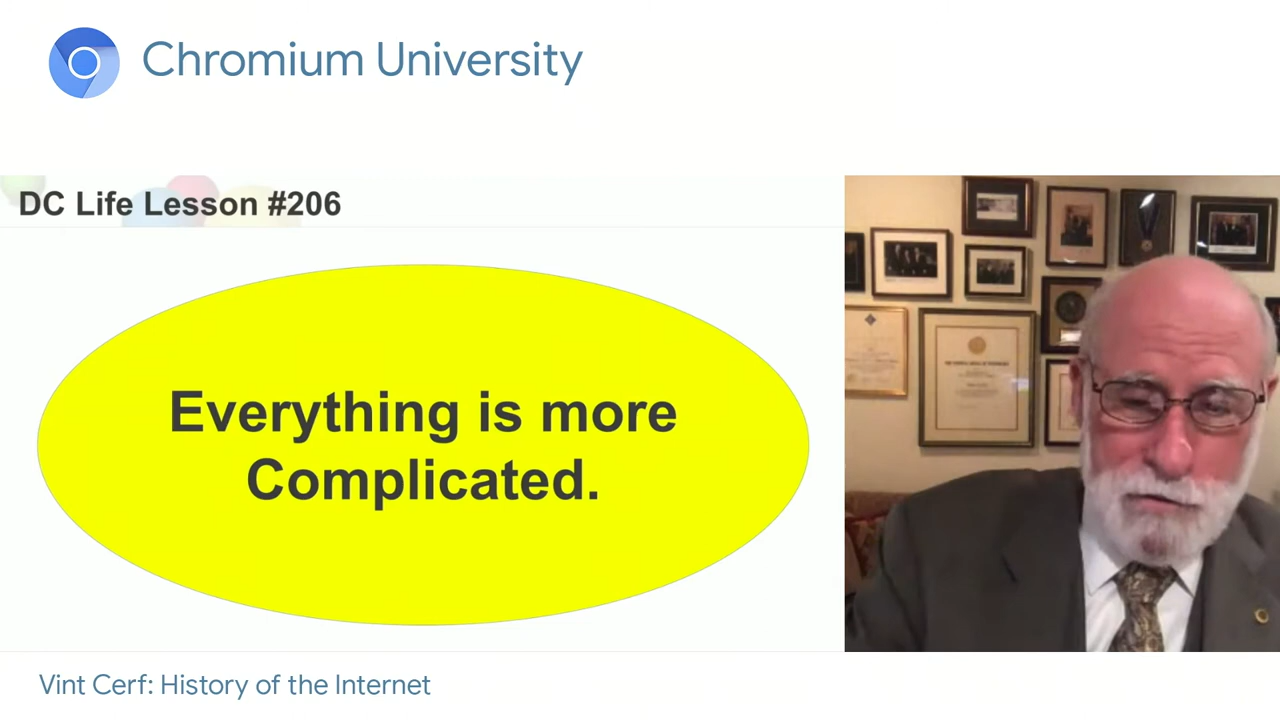 Chromium University
DC Life Lesson #206
Everything is more
Complicated.
Vint Cerf: History of the Internet